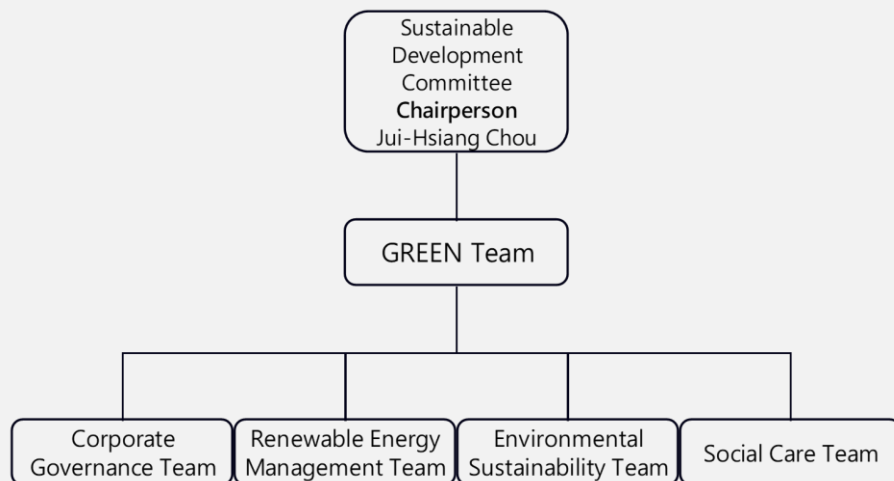 Sustainable
Development
Committee
Chairperson
Jui-Hsiang Chou
GREEN Team
Corporate
Governance Team
Renewable Energy
Management Team
Environmental
Sustainability Team
Social Care Team